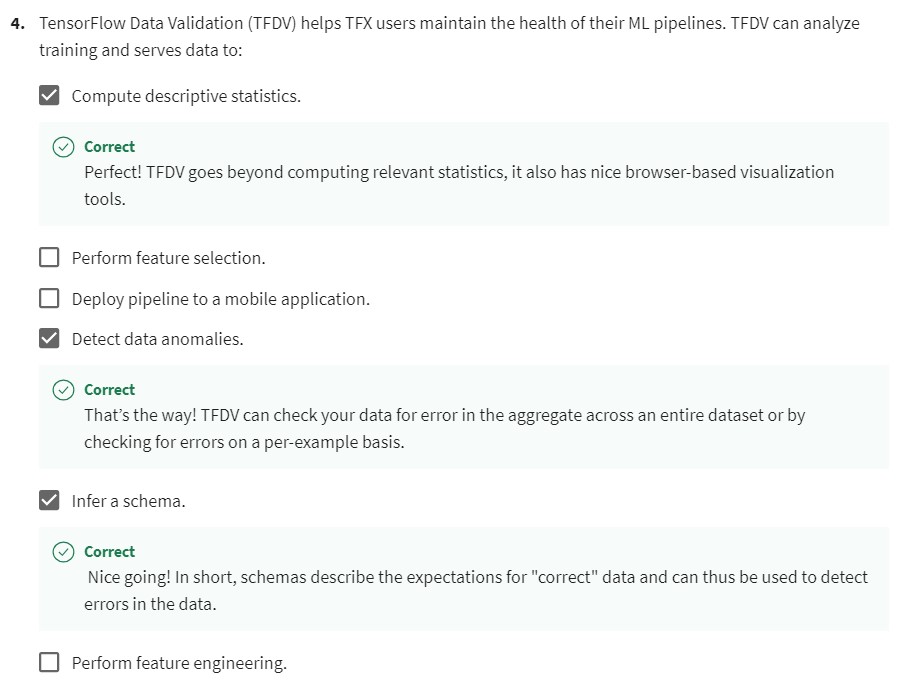 4. TensorFlow Data Validation (TFDV) helps TFX users maintain the health of their ML pipelines. TFDV can analyze
training and serves data to:
Compute descriptive statistics.
Correct
Perfect! TFDV goes beyond computing relevant statistics, it also has nice browser-based visualization
tools.
Perform feature selection.
Deploy pipeline to a mobile application.
Detect data anomalies.
Correct
That’s the way! TFDV can check your data for error in the aggregate across an entire dataset or by
checking for errors on a per-example basis.
Infer a schema.
Correct
Nice going! In short, schemas describe the expectations for "correct" data and can thus be used to detect
errors in the data.
Perform feature engineering.